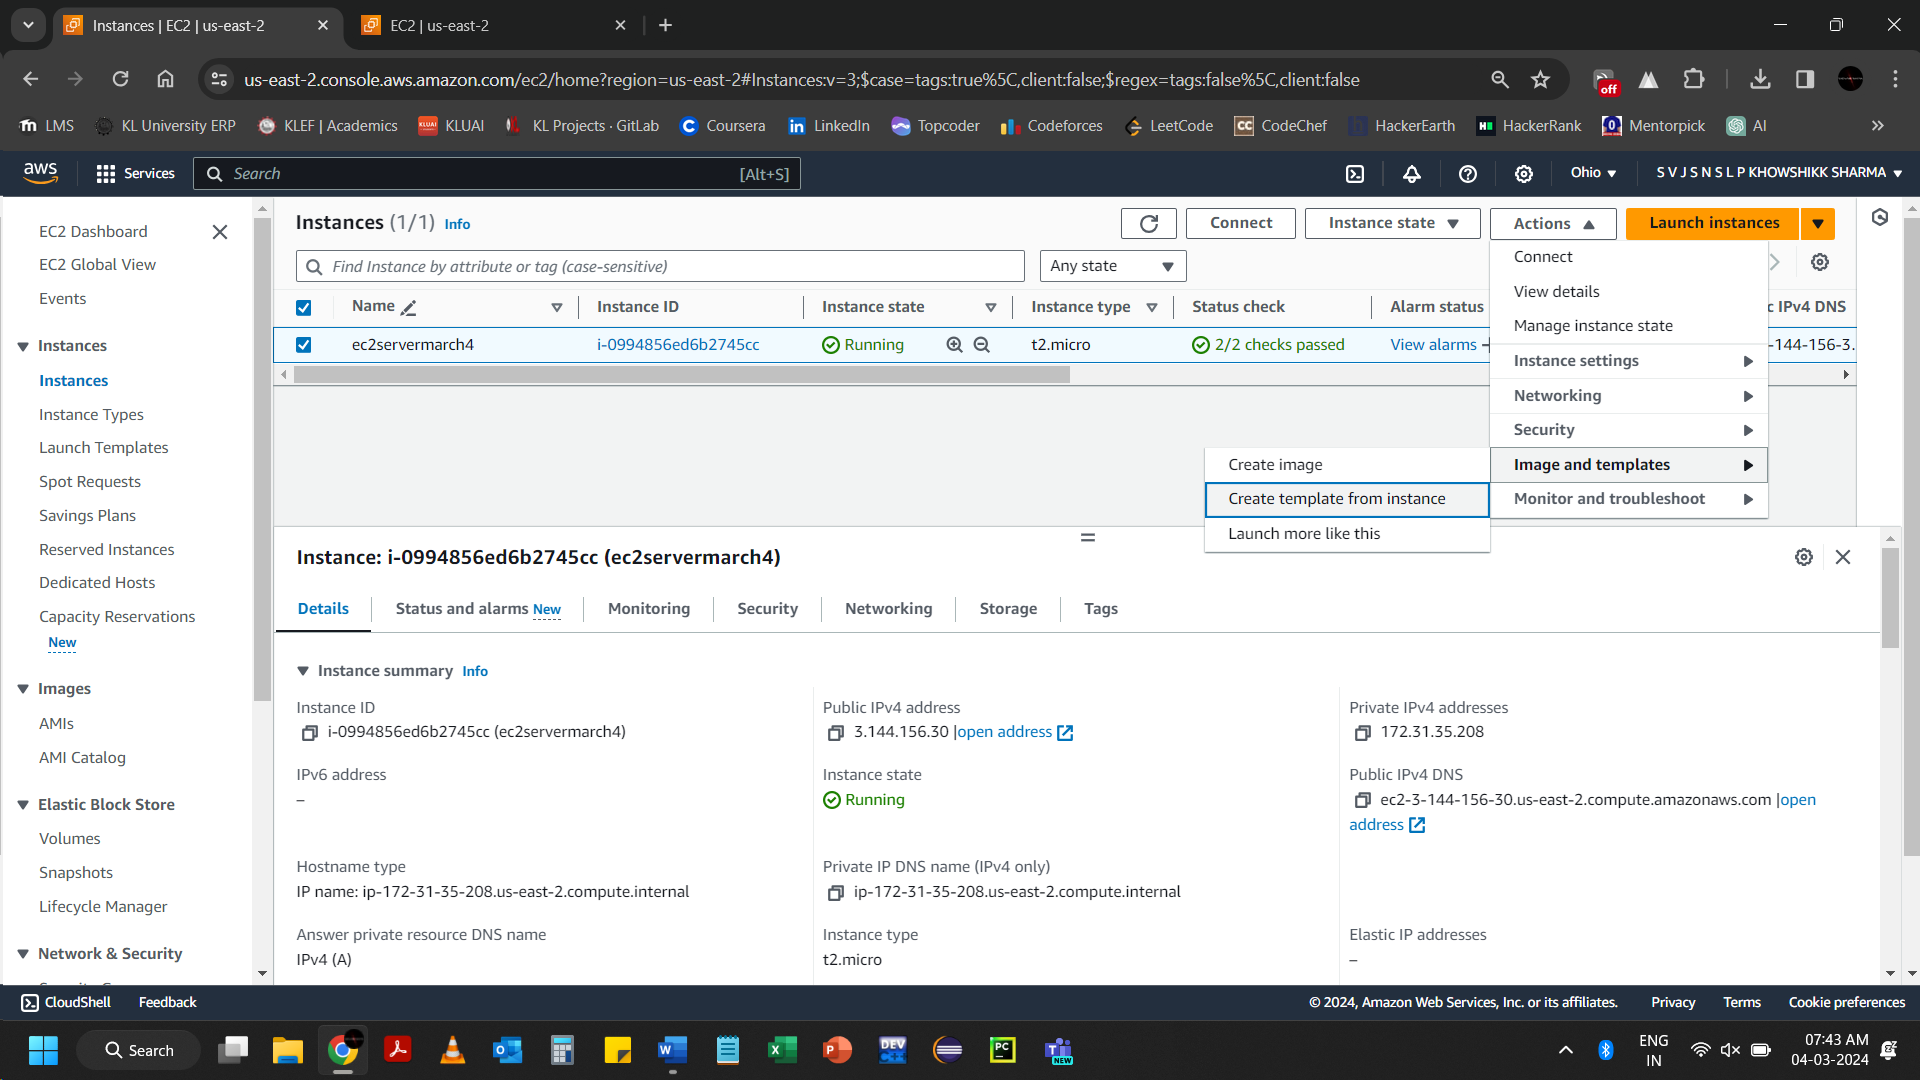 Instances | EC2 | us-east-2
EC2 | us-east-2
us-east-2.console.aws.amazon.com/ec2/home?region=us-east-2#Instances:v=3;$case=tags:true%5C,client:false;$regex=tags:false%5C,client:false
off
LMS
KL University ERP
KLEF | Academics
KLUAI
KL Projects · GitLab
Coursera
LinkedIn
Topcoder
Codeforces
LeetCode
CodeChef
HackerEarth
HackerRank
Mentorpick
AI
aws
Services
Search
[Alt+S]
Ohio
S V J S N S L P KHOWSHIKK SHARMA
EC2 Dashboard
EC2 Global View
Events
Instances
Instances
Instance Types
Launch Templates
Spot Requests
Savings Plans
Reserved Instances
Dedicated Hosts
Capacity Reservations
New
Images
AMIs
AMI Catalog
Elastic Block Store
Volumes
Snapshots
Lifecycle Manager
Network & Security
Instances (1/1) Info
Connect
Instance state
Actions
Launch instances
Find Instance by attribute or tag (case-sensitive)
Any state
Name
Instance ID
Instance state
Instance type
Status check
Alarm status
IPv4 DNS
ec2servermarch4
i-0994856ed6b2745cc
Running
t2.micro
2/2 checks passed
View alarms
-144-156-3.
Connect
View details
Manage instance state
Instance settings
Networking
Security
Image and templates
Monitor and troubleshoot
Create image
Create template from instance
Launch more like this
Instance: i-0994856ed6b2745cc (ec2servermarch4)
Details
Status and alarms New
Monitoring
Security
Networking
Storage
Tags
Instance summary Info
Instance ID
i-0994856ed6b2745cc (ec2servermarch4)
Public IPv4 address
3.144.156.30 |open address
Private IPv4 addresses
172.31.35.208
IPv6 address
–
Instance state
Running
Public IPv4 DNS
ec2-3-144-156-30.us-east-2.compute.amazonaws.com |open
address
Hostname type
IP name: ip-172-31-35-208.us-east-2.compute.internal
Private IP DNS name (IPv4 only)
ip-172-31-35-208.us-east-2.compute.internal
Answer private resource DNS name
IPv4 (A)
Instance type
t2.micro
Elastic IP addresses
–
CloudShell
Feedback
© 2024, Amazon Web Services, Inc. or its affiliates.
Privacy
Terms
Cookie preferences
Search
DEV
PC
NEW
ENG
IN
07:43 AM
04-03-2024